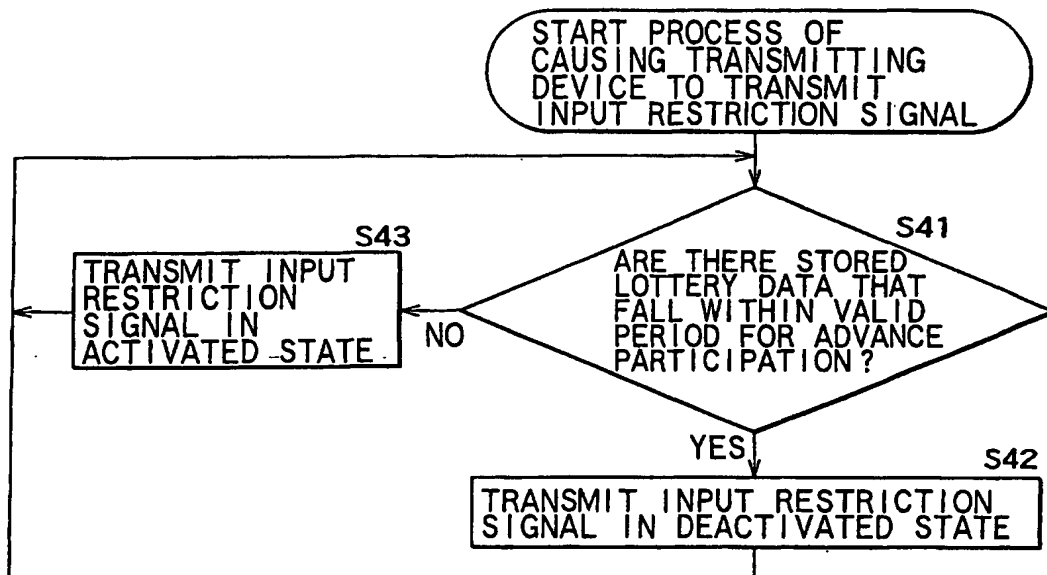 START PROCESS OF
CAUSING TRANSMITTING
DEVICE TO TRANSMIT
INPUT RESTRICTION SIGNAL
S41
ARE THERE STORED
LOTTERY DATA THAT
FALL WITHIN VALID
PERIOD FOR ADVANCE
PARTICIPATION?
S43
TRANSMIT INPUT
RESTRICTION
SIGNAL IN
ACTIVATED STATE
NO
YES
S42
TRANSMIT INPUT RESTRICTION
SIGNAL IN DEACTIVATED STATE